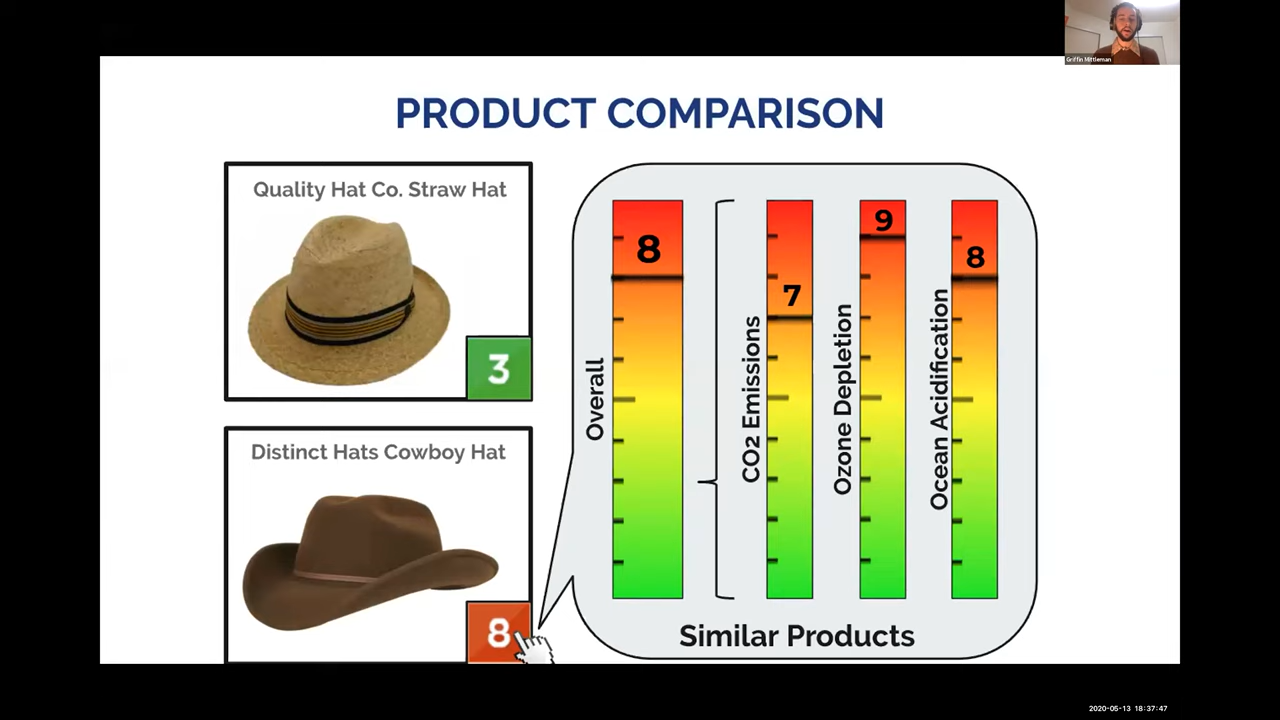 Griffin Mittleman
PRODUCT COMPARISON
Quality Hat Co. Straw Hat
3
Distinct Hats Cowboy Hat
8
Overall
8
CO2 Emissions
7
Ozone Depletion
9
Ocean Acidification
8
Similar Products
2020-05-13 18:37:47